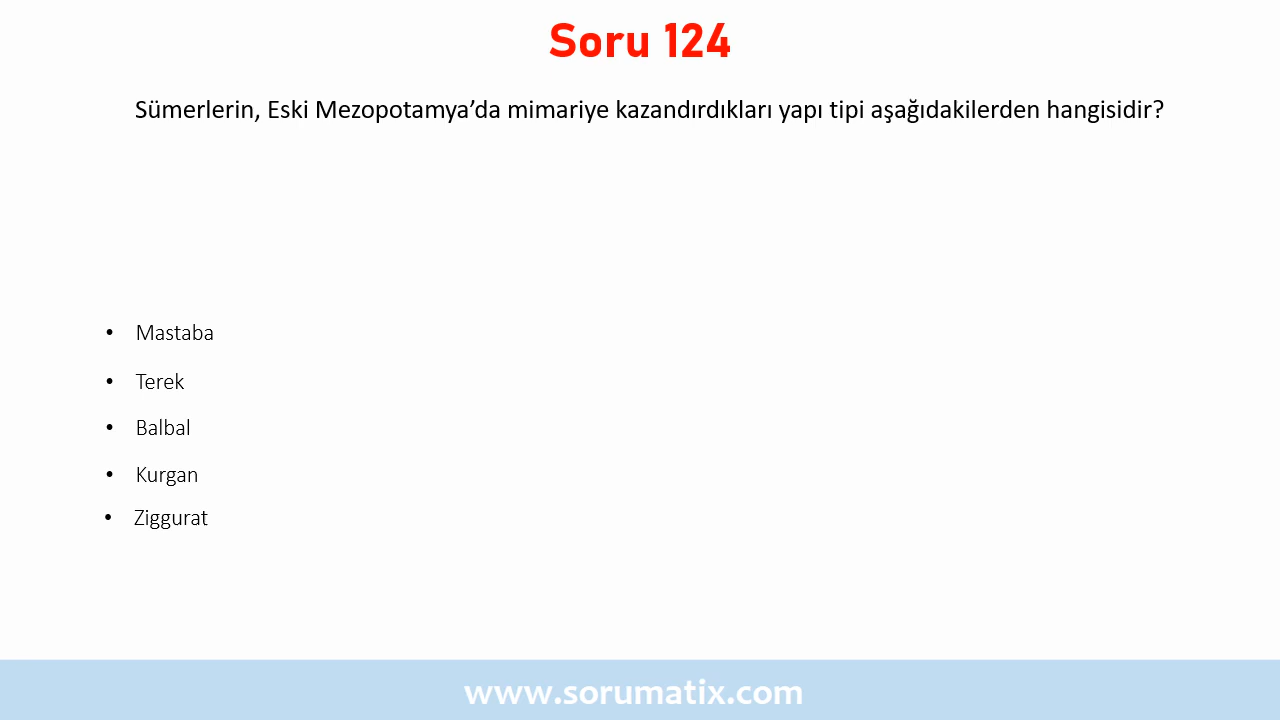 Soru 124
Sümerlerin, Eski Mezopotamya’da mimariye kazandırdıkları yapı tipi aşağıdakilerden hangisidir?
• Mastaba
• Terek
• Balbal
• Kurgan
• Ziggurat
www.sorumatix.com